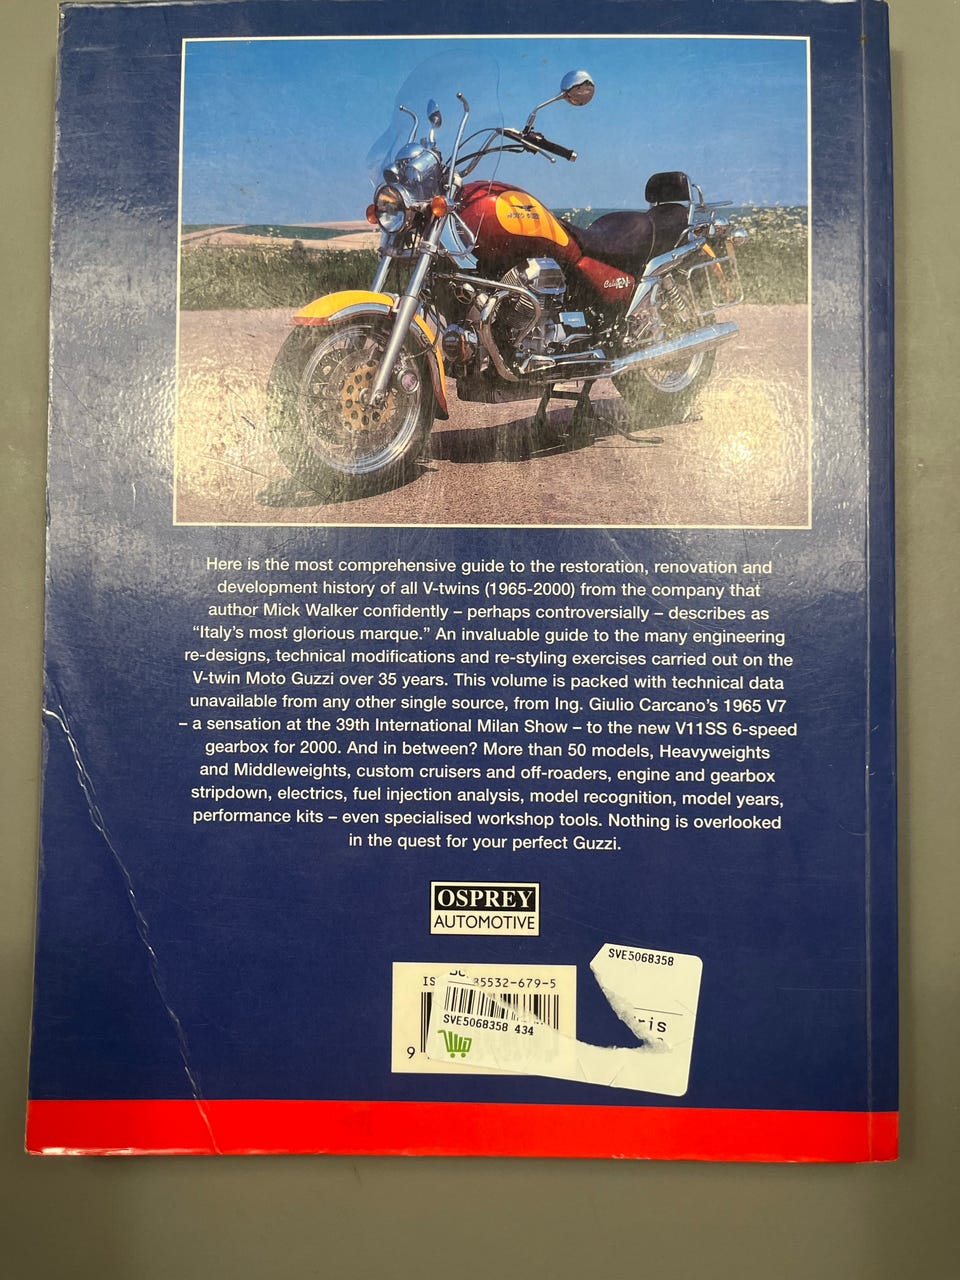 MOTO GUZZI
Here is the most comprehensive guide to the restoration, renovation and
development history of all V-twins (1965-2000) from the company that
author Mick Walker confidently – perhaps controversially – describes as
“Italy’s most glorious marque.” An invaluable guide to the many engineering
re-designs, technical modifications and re-styling exercises carried out on the
V-twin Moto Guzzi over 35 years. This volume is packed with technical data
unavailable from any other single source, from Ing. Giulio Carcano’s 1965 V7
– a sensation at the 39th International Milan Show – to the new V11SS 6-speed
gearbox for 2000. And in between? More than 50 models, Heavyweights
and Middleweights, custom cruisers and off-roaders, engine and gearbox
stripdown, electrics, fuel injection analysis, model recognition, model years,
performance kits – even specialised workshop tools. Nothing is overlooked
in the quest for your perfect Guzzi.
OSPREY
AUTOMOTIVE
SVE5068358
IS 85532-679-5
ris
SVE5068358 434
9